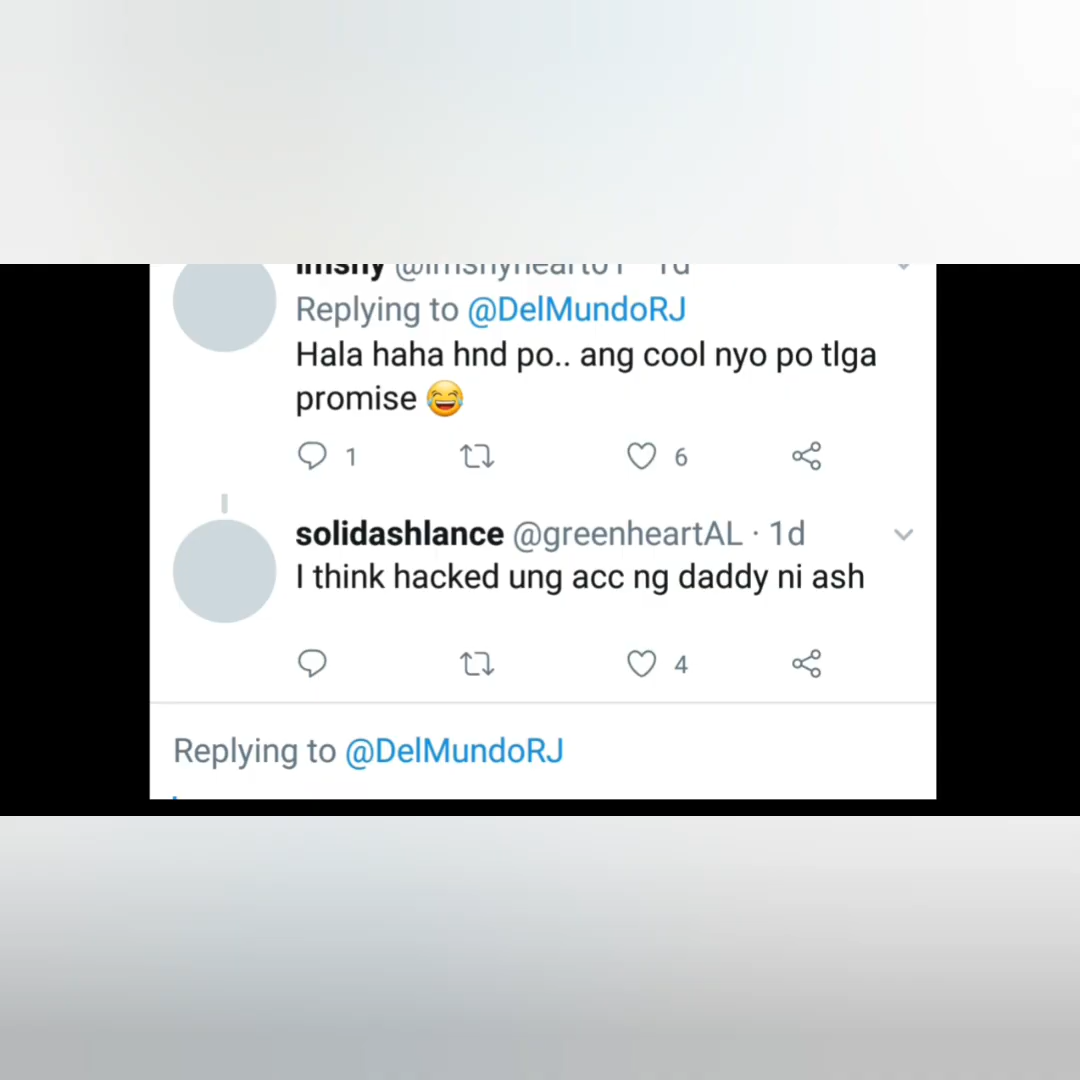 Replying to @DelMundoRJ
Hala haha hnd po.. ang cool nyo po tlga
promise 😂
1 6
solidashlance @greenheartAL · 1d
I think hacked ung acc ng daddy ni ash
4
Replying to @DelMundoRJ